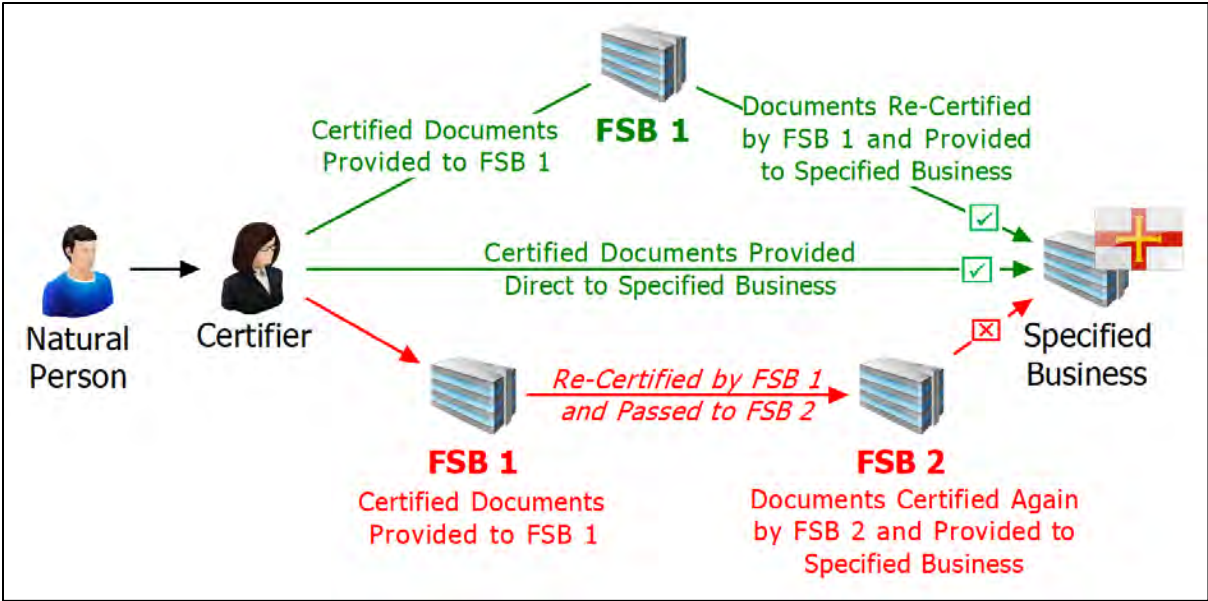 FSB 1
Certified Documents
Provided to FSB 1
Documents Re-Certified
by FSB 1 and Provided
to Specified Business
Natural
Person
Certifier
Certified Documents Provided
Direct to Specified Business
Specified
Business
Re-Certified by FSB 1
and Passed to FSB 2
FSB 1
Certified Documents
Provided to FSB 1
FSB 2
Documents Certified Again
by FSB 2 and Provided to
Specified Business